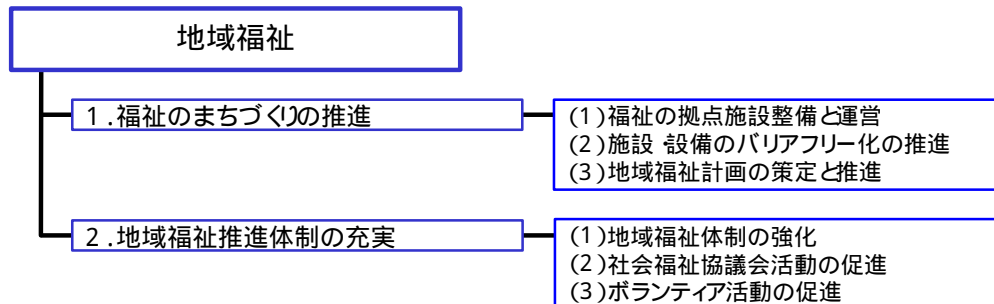 地域福祉
1.福祉のまちづくりの推進
(1)福祉の拠点施設整備と運営
(2)施設・設備のバリアフリー化の推進
(3)地域福祉計画の策定と推進
2.地域福祉推進体制の充実
(1)地域福祉体制の強化
(2)社会福祉協議会活動の促進
(3)ボランティア活動の促進